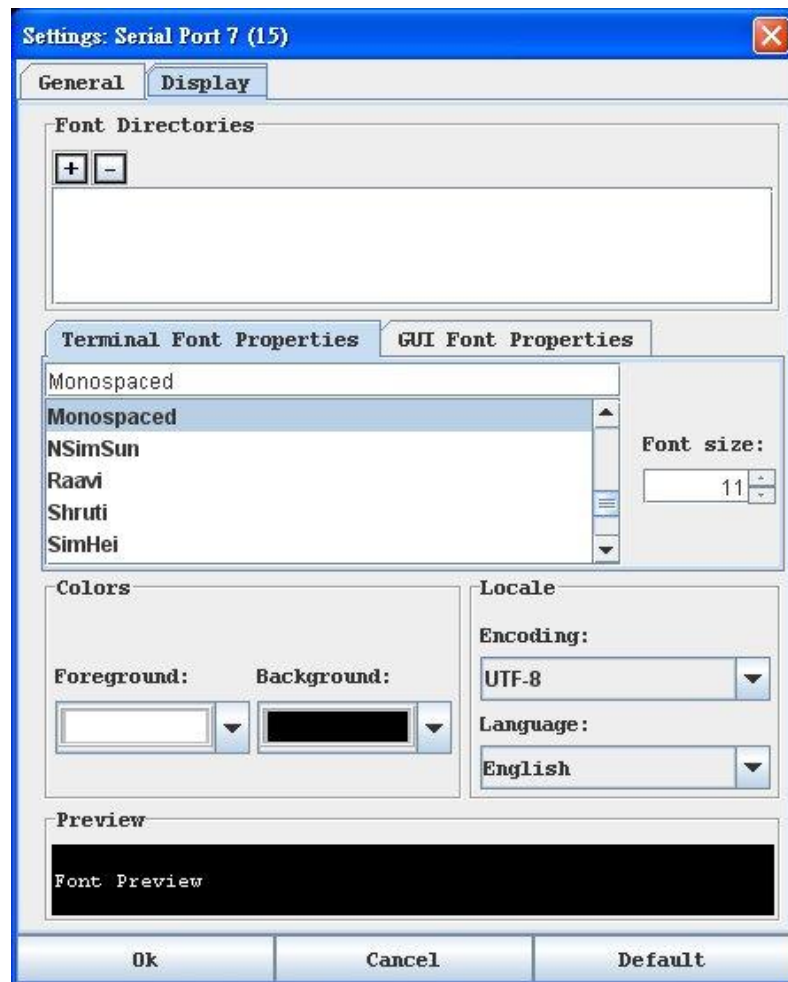 Settings: Serial Port 7 (15)
General Display
Font Directories
+ -
Terminal Font Properties GUI Font Properties
Monospaced
Monospaced
NSimSun
Raavi
Shruti
SimHei
Font size:
11
Colors
Foreground: Background:
Locale
Encoding:
UTF-8
Language:
English
Preview
Font Preview
Ok Cancel Default